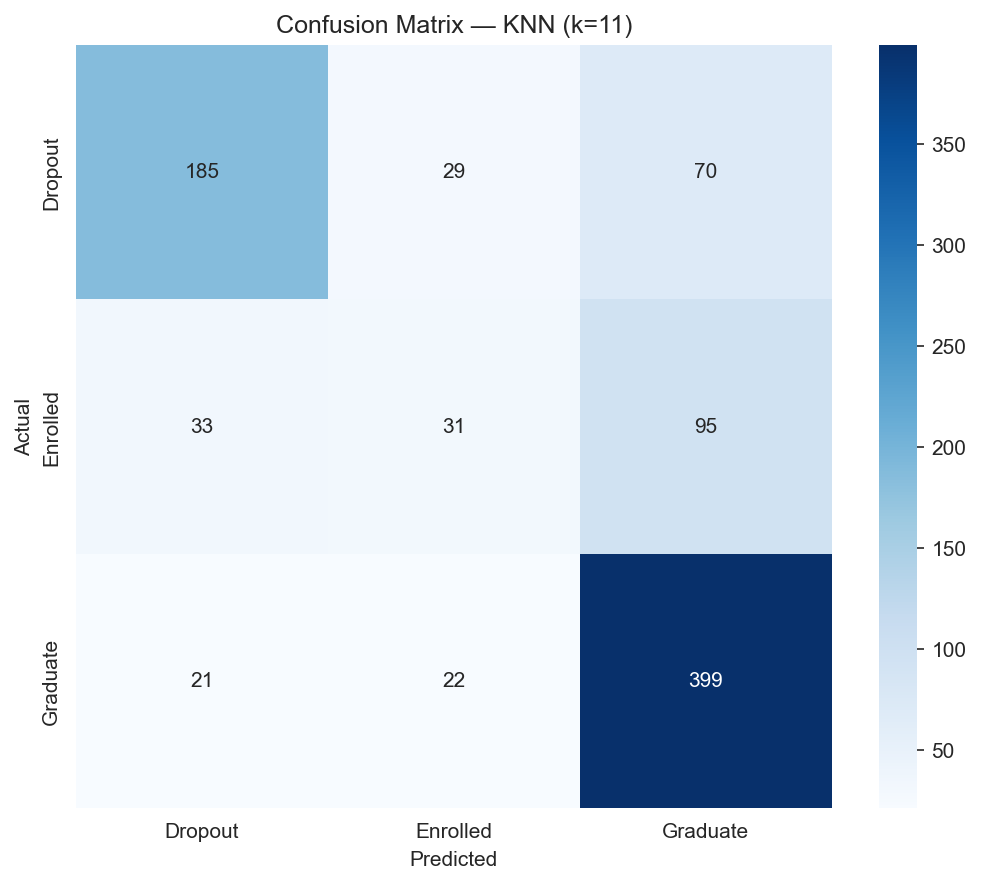 Confusion Matrix — KNN (k=11)
Actual
Dropout
185 29 70
Enrolled
33 31 95
Graduate
21 22 399
Dropout Enrolled Graduate
Predicted
350
300
250
200
150
100
50